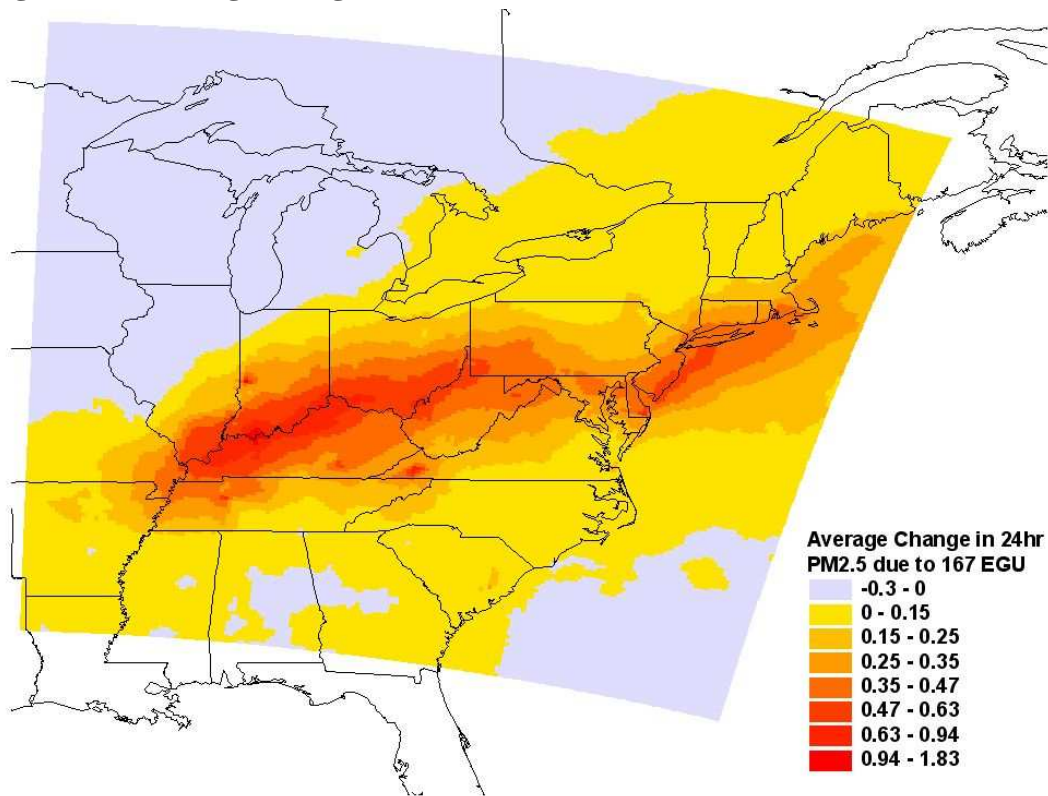 Average Change in 24hr
PM2.5 due to 167 EGU
-0.3 - 0
0 - 0.15
0.15 - 0.25
0.25 - 0.35
0.35 - 0.47
0.47 - 0.63
0.63 - 0.94
0.94 - 1.83